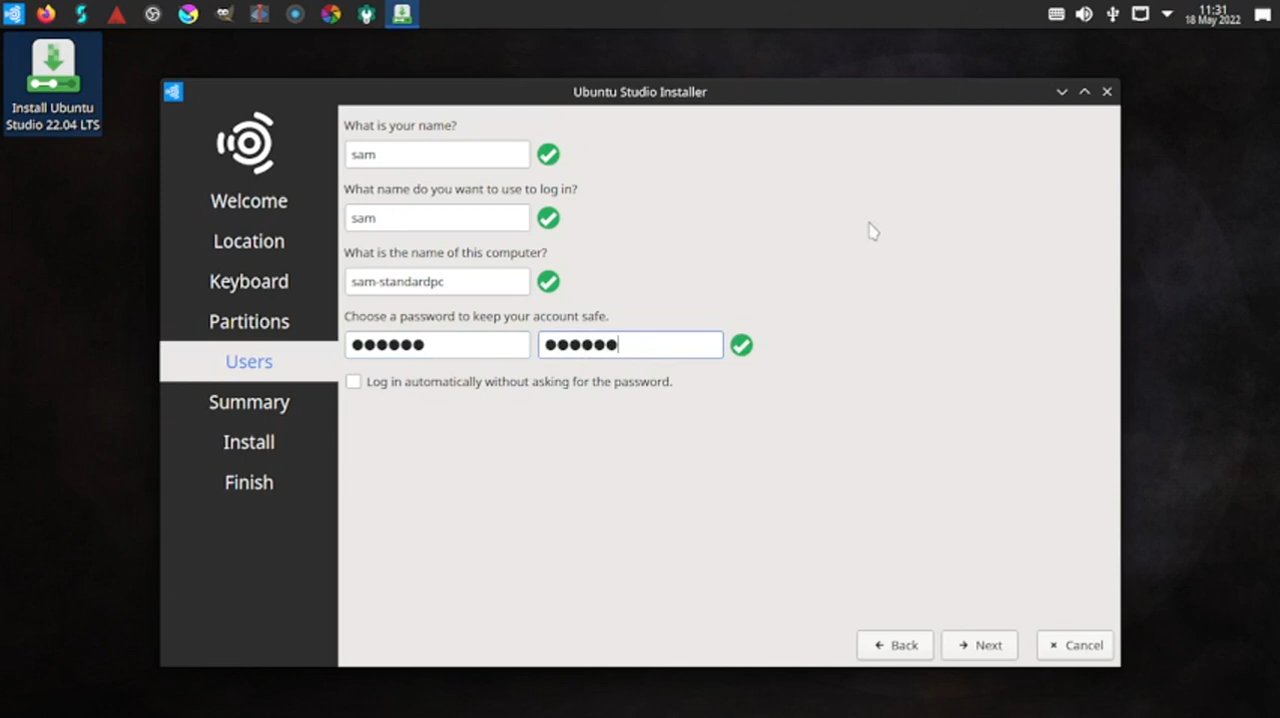 11:31
18 May 2022
Install Ubuntu
Studio 22.04 LTS
Ubuntu Studio Installer
Welcome
Location
Keyboard
Partitions
Users
Summary
Install
Finish
What is your name?
sam
What name do you want to use to log in?
sam
What is the name of this computer?
sam-standardpc
Choose a password to keep your account safe.
●●●●●● ●●●●●●
Log in automatically without asking for the password.
Back Next Cancel